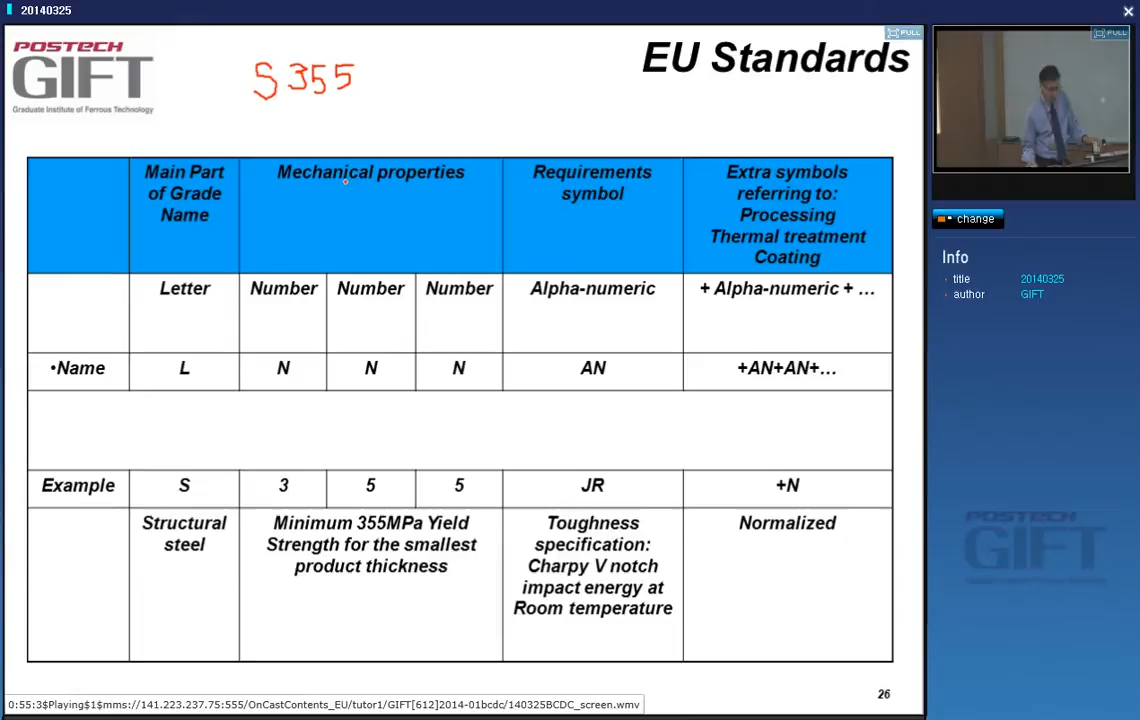 20140325
POSTECH
GIFT
Graduate Institute of Ferrous Technology
S355
EU Standards
FULL
FULL
Main Part of Grade Name
Mechanical properties
Requirements symbol
Extra symbols referring to: Processing Thermal treatment Coating
Letter
Number
Number
Number
Alpha-numeric
+ Alpha-numeric + …
•Name
L
N
N
N
AN
+AN+AN+…
Example
S
3
5
5
JR
+N
Structural steel
Minimum 355MPa Yield Strength for the smallest product thickness
Toughness specification: Charpy V notch impact energy at Room temperature
Normalized
26
0:55:3$Playing$1$mms://141.223.237.75:555/OnCastContents_EU/tutor1/GIFT[612]2014-01bcdc/140325BCDC_screen.wmv
change
Info
title 20140325
author GIFT
POSTECH
GIFT